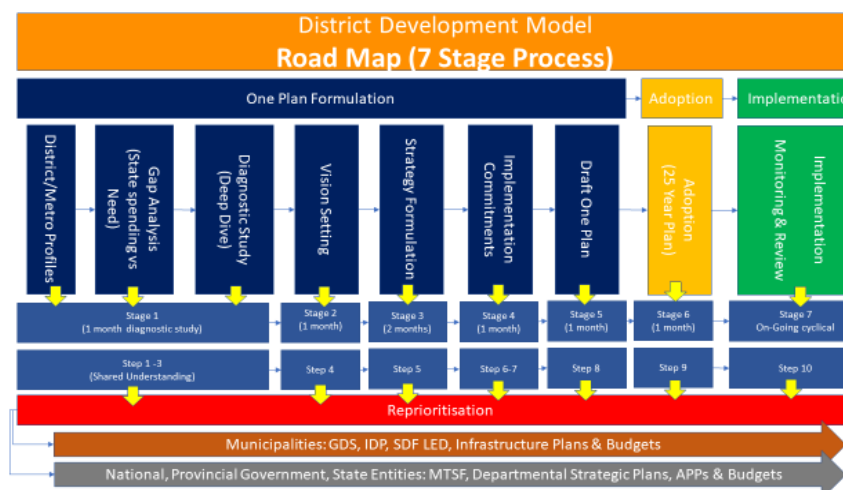 District Development Model
Road Map (7 Stage Process)
One Plan Formulation
Adoption
Implementatio
District/Metro Profiles
Gap Analysis
(State spending vs
Need)
Diagnostic Study
(Deep Dive)
Vision Setting
Strategy Formulation
Implementation
Commitments
Draft One Plan
Adoption
(25 Year Plan)
Implementation
Monitoring & Review
Stage 1
(1 month diagnostic study)
Stage 2
(1 month)
Stage 3
(2 months)
Stage 4
(1 month)
Stage 5
(1 month)
Stage 6
(1 month)
Stage 7
On-Going cyclical
Step 1 -3
(Shared Understanding)
Step 4
Step 5
Step 6-7
Step 8
Step 9
Step 10
Reprioritisation
Municipalities: GDS, IDP, SDF LED, Infrastructure Plans & Budgets
National, Provincial Government, State Entities: MTSF, Departmental Strategic Plans, APPs & Budgets